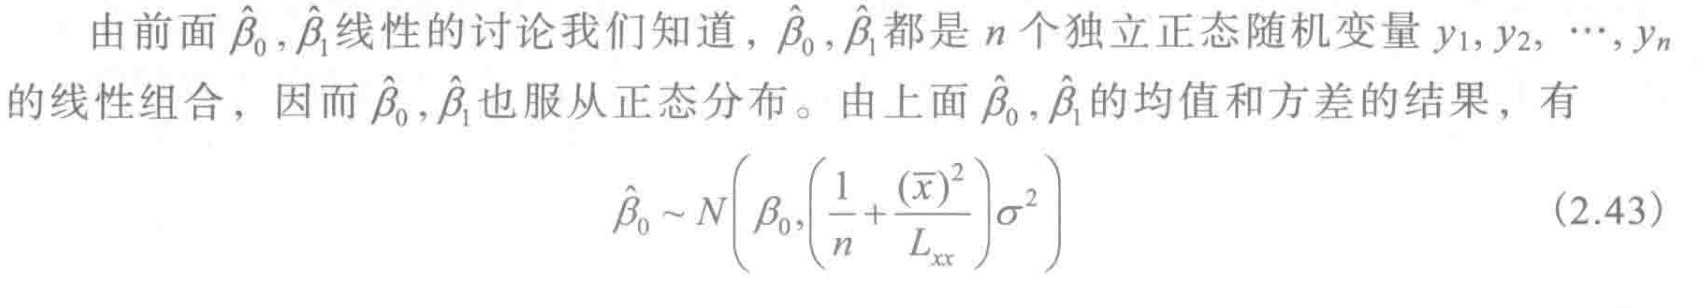 由前面 $\hat{\beta}_0, \hat{\beta}_1$线性的讨论我们知道，$\hat{\beta}_0, \hat{\beta}_1$都是 $n$ 个独立正态随机变量 $y_1, y_2, \cdots, y_n$
的线性组合，因而 $\hat{\beta}_0, \hat{\beta}_1$也服从正态分布。由上面 $\hat{\beta}_0, \hat{\beta}_1$的均值和方差的结果，有
$\hat{\beta}_0 \sim N\left( \beta_0, \left( \frac{1}{n} + \frac{(\overline{x})^2}{L_{xx}} \right) \sigma^2 \right)$ (2.43)